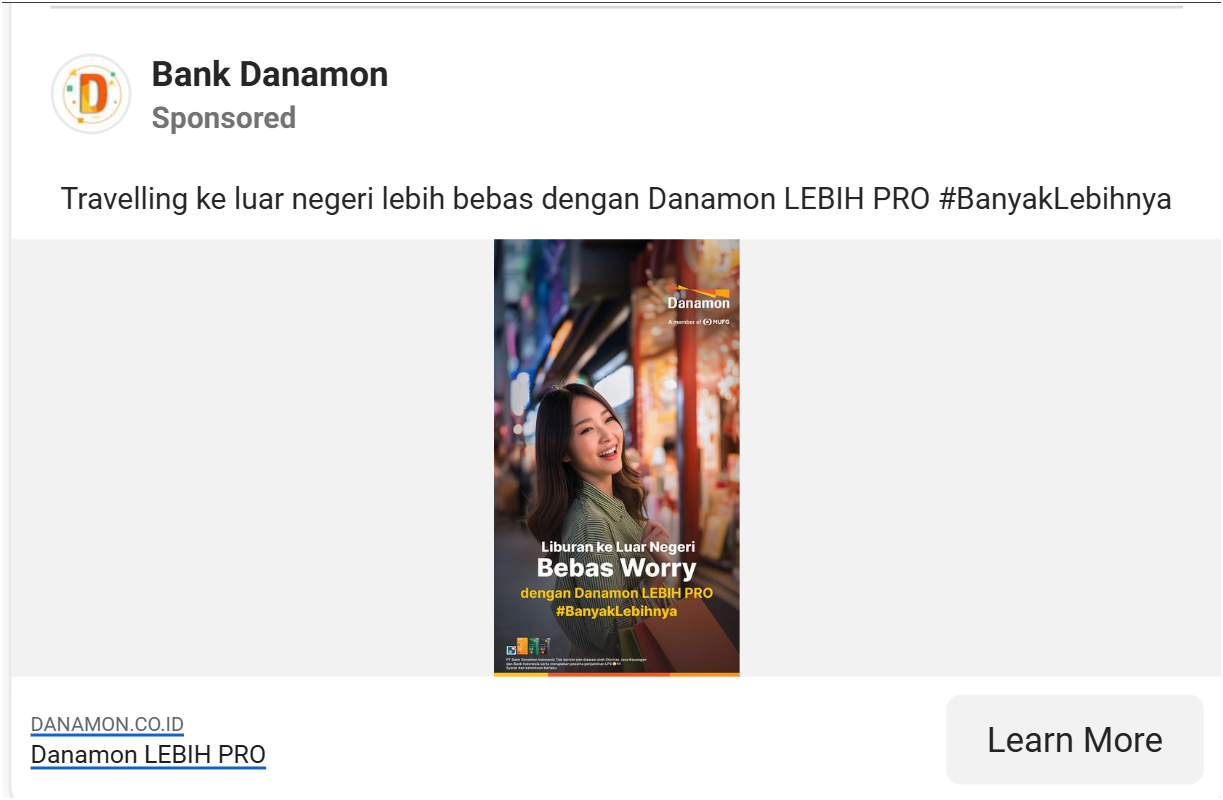 Bank Danamon
Sponsored
Travelling ke luar negeri lebih bebas dengan Danamon LEBIH PRO #BanyakLebihnya
Danamon
A member of MUFG
Liburan ke Luar Negeri
Bebas Worry
dengan Danamon LEBIH PRO
#BanyakLebihnya
PT Bank Danamon Indonesia Tbk berizin dan diawasi oleh Otoritas Jasa Keuangan
dan Bank Indonesia serta merupakan peserta penjaminan LPS
Syarat dan ketentuan berlaku
DANAMON.CO.ID
Danamon LEBIH PRO
Learn More